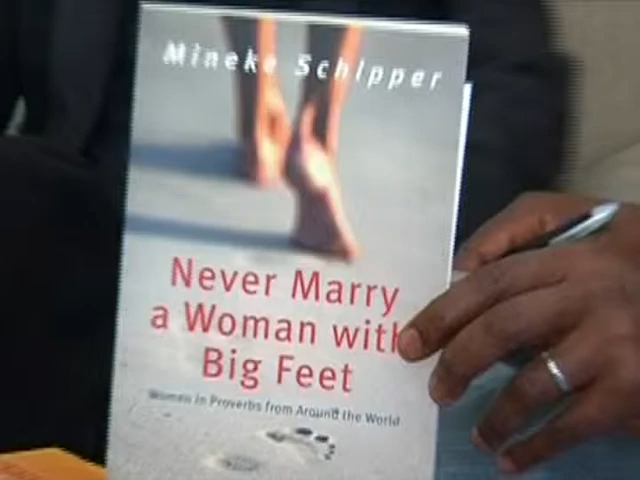 Mineke Schipper
Never Marry
a Woman with
Big Feet
Women in Proverbs from Around the World